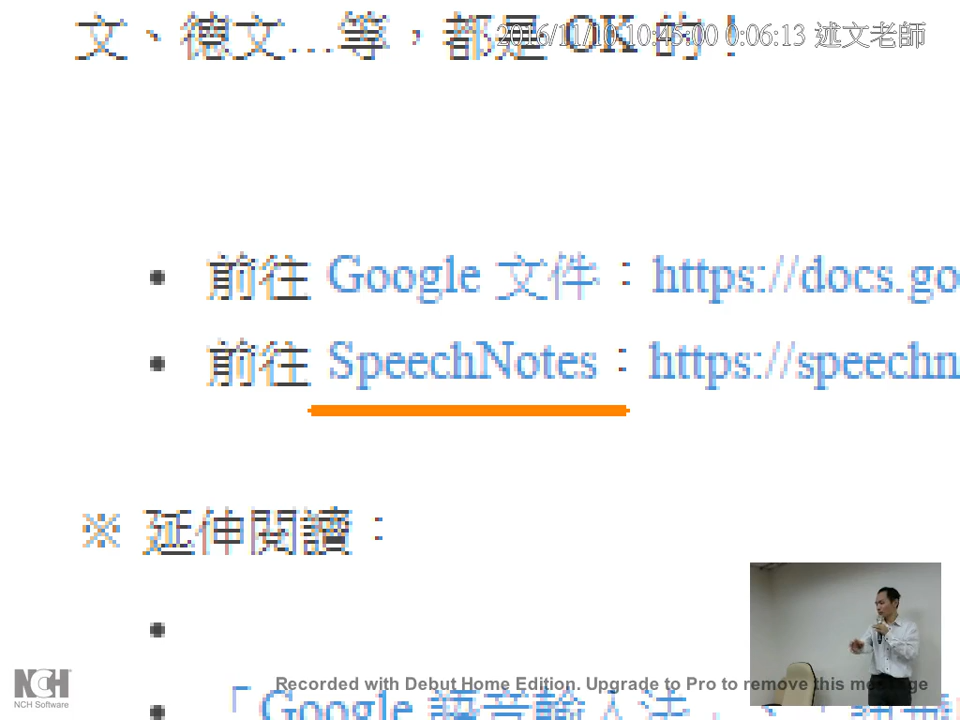 文、德文...等，都是 OK 的！
2016/11/10 10:45:00 0:06:13 述文老師
• 前往 Google 文件：https://docs.go
• 前往 SpeechNotes：https://speechn
※ 延伸閱讀：
•
NCH
NCH Software
Recorded with Debut Home Edition. Upgrade to Pro to remove this message
• 「Google 語音輸入法」、